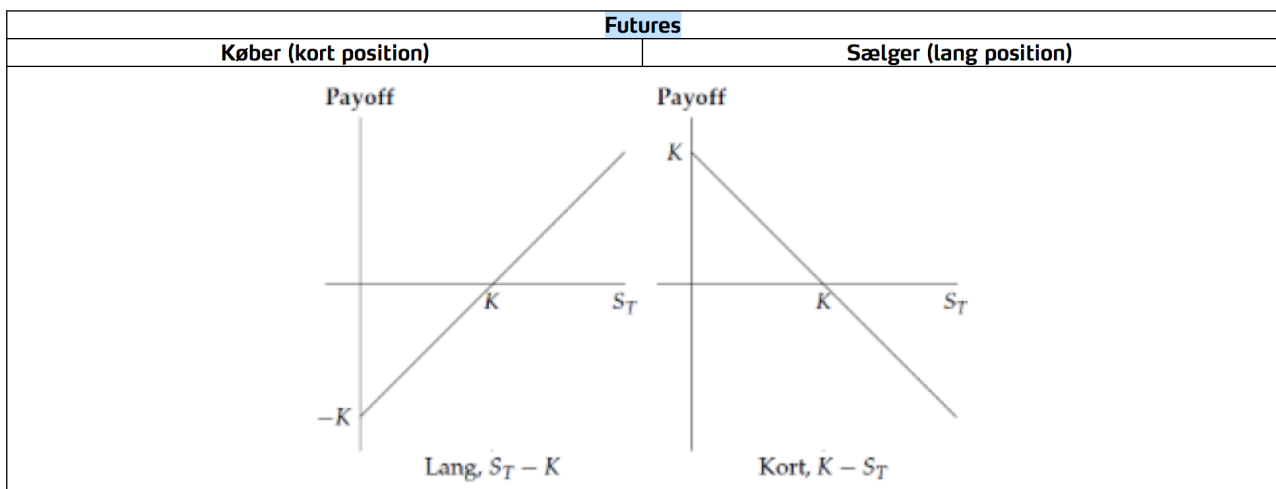 Futures
Køber (kort position)
Sælger (lang position)
Payoff
K
S_T
−K
Lang, S_T − K
Payoff
K
K
S_T
Kort, K − S_T